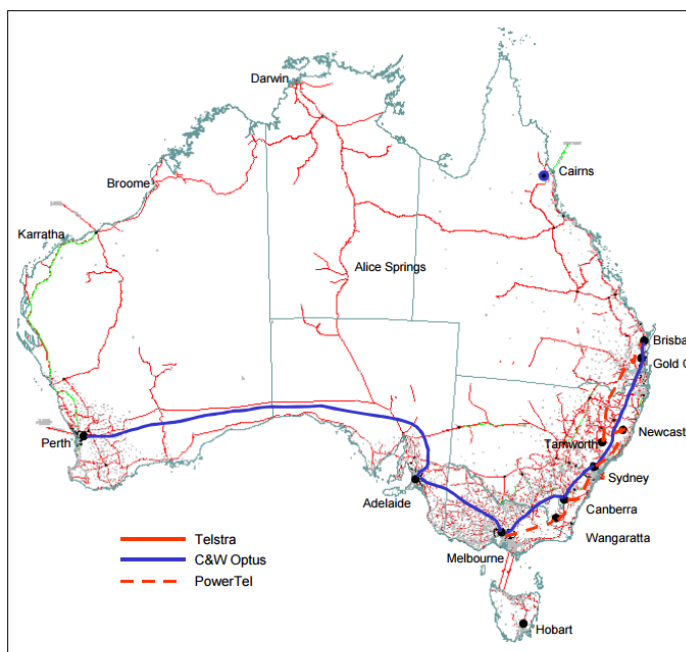 Darwin
Cairns
Broome
Karratha
Alice Springs
Brisba
Gold C
Newcast
Tamworth
Perth
Sydney
Adelaide
Canberra
Wangaratta
Melbourne
Telstra
C&W Optus
PowerTel
Hobart